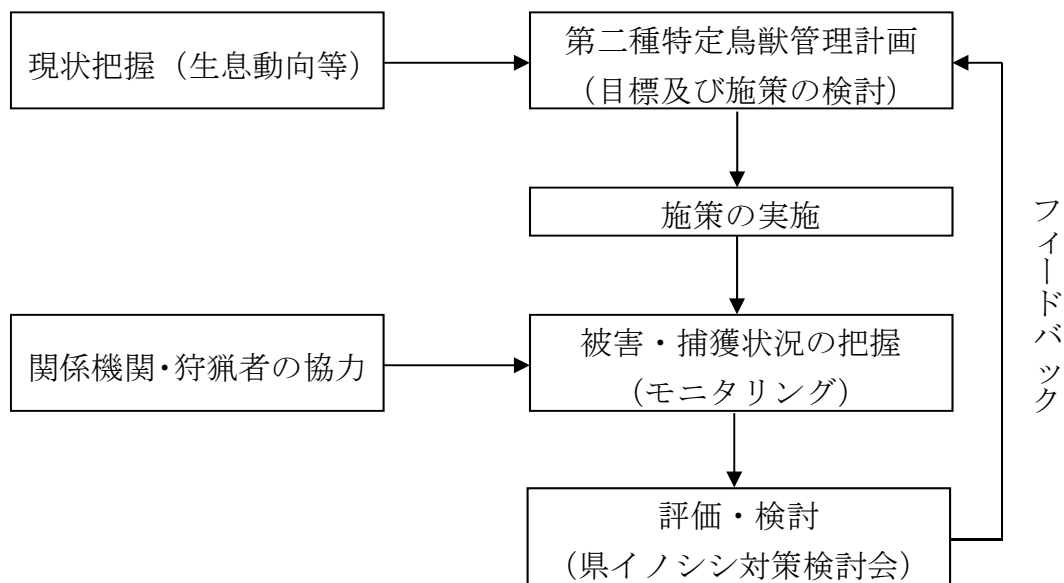 現状把握（生息動向等）
第二種特定鳥獣管理計画
（目標及び施策の検討）
施策の実施
関係機関・狩猟者の協力
被害・捕獲状況の把握
（モニタリング）
評価・検討
（県イノシシ対策検討会）
フィードバック